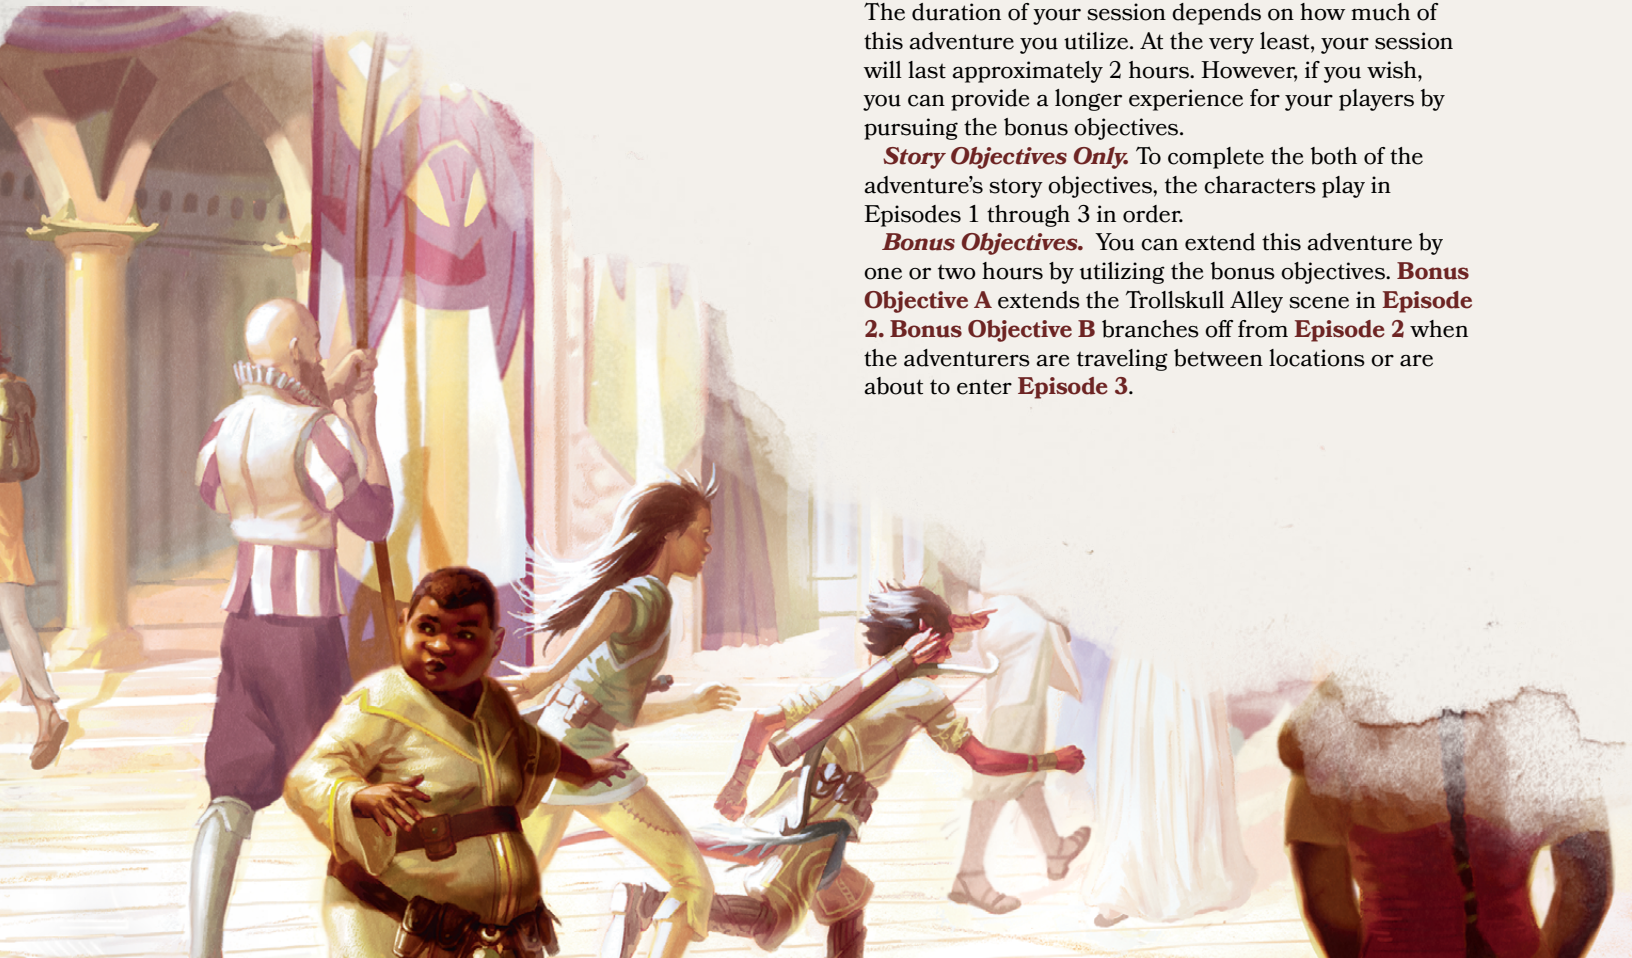 The duration of your session depends on how much of
this adventure you utilize. At the very least, your session
will last approximately 2 hours. However, if you wish,
you can provide a longer experience for your players by
pursuing the bonus objectives.
Story Objectives Only. To complete the both of the
adventure’s story objectives, the characters play in
Episodes 1 through 3 in order.
Bonus Objectives. You can extend this adventure by
one or two hours by utilizing the bonus objectives. Bonus
Objective A extends the Trollskull Alley scene in Episode
2. Bonus Objective B branches off from Episode 2 when
the adventurers are traveling between locations or are
about to enter Episode 3.